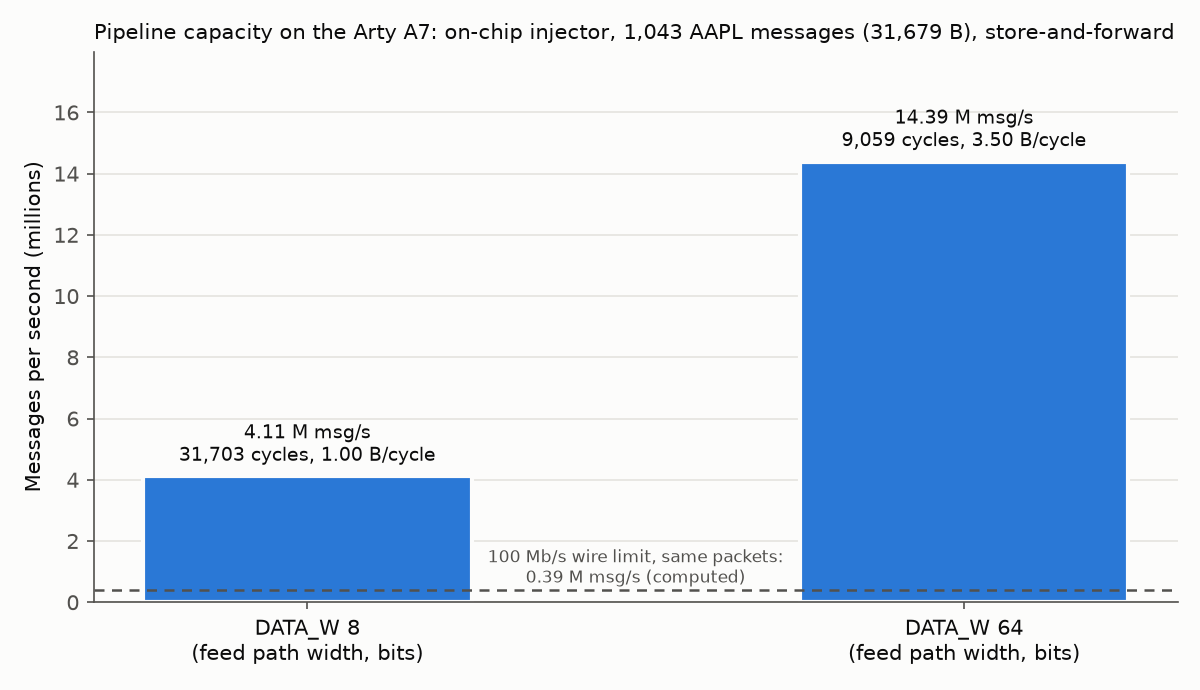 Pipeline capacity on the Arty A7: on-chip injector, 1,043 AAPL messages (31,679 B), store-and-forward
Messages per second (millions)
16
14
12
10
8
6
4
2
0
14.39 M msg/s
9,059 cycles, 3.50 B/cycle
4.11 M msg/s
31,703 cycles, 1.00 B/cycle
100 Mb/s wire limit, same packets:
0.39 M msg/s (computed)
DATA_W 8
(feed path width, bits)
DATA_W 64
(feed path width, bits)